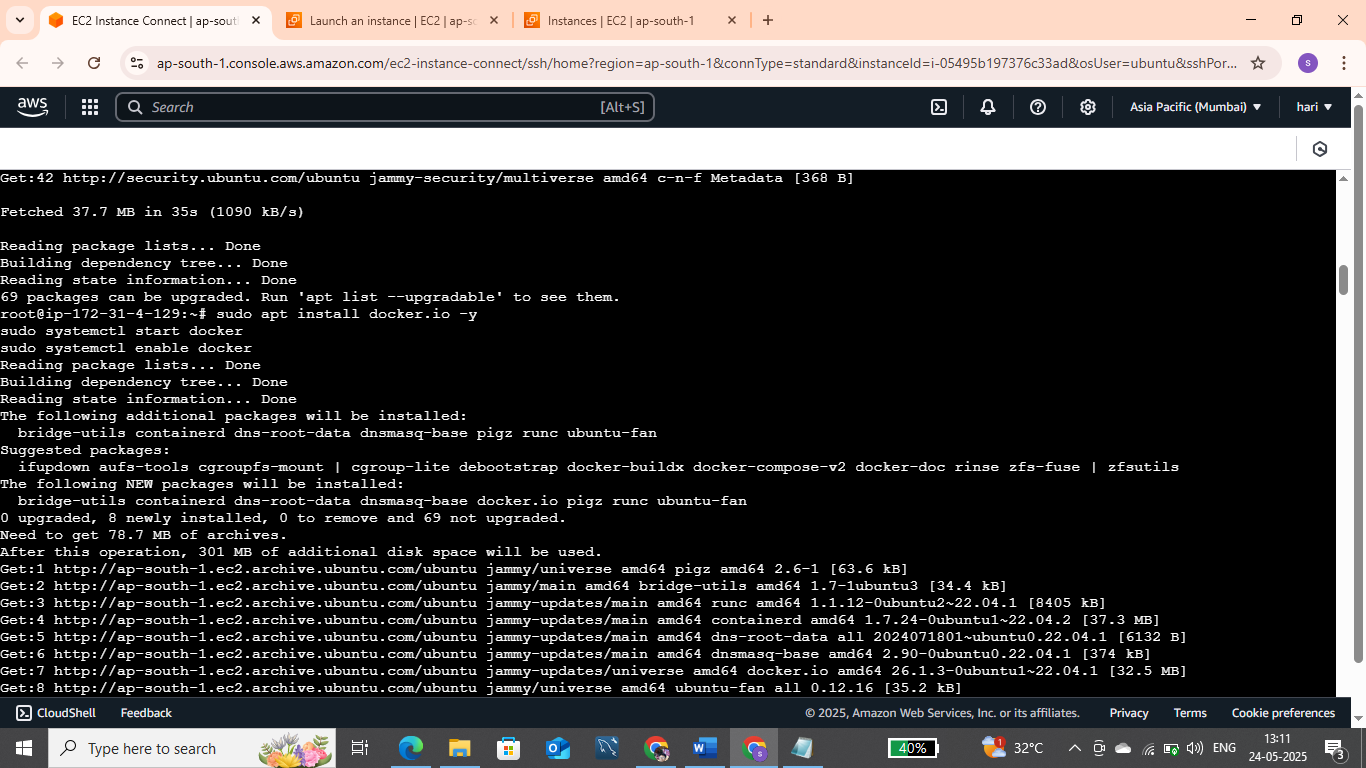 EC2 Instance Connect | ap-sout
Launch an instance | EC2 | ap-so
Instances | EC2 | ap-south-1
ap-south-1.console.aws.amazon.com/ec2-instance-connect/ssh/home?region=ap-south-1&connType=standard&instanceId=i-05495b197376c33ad&osUser=ubuntu&sshPor...
s
aws
Search
[Alt+S]
Asia Pacific (Mumbai)
hari
Get:42 http://security.ubuntu.com/ubuntu jammy-security/multiverse amd64 c-n-f Metadata [368 B]
Fetched 37.7 MB in 35s (1090 kB/s)
Reading package lists... Done
Building dependency tree... Done
Reading state information... Done
69 packages can be upgraded. Run 'apt list --upgradable' to see them.
root@ip-172-31-4-129:~# sudo apt install docker.io -y
sudo systemctl start docker
sudo systemctl enable docker
Reading package lists... Done
Building dependency tree... Done
Reading state information... Done
The following additional packages will be installed:
bridge-utils containerd dns-root-data dnsmasq-base pigz runc ubuntu-fan
Suggested packages:
ifupdown aufs-tools cgroupfs-mount | cgroup-lite debootstrap docker-buildx docker-compose-v2 docker-doc rinse zfs-fuse | zfsutils
The following NEW packages will be installed:
bridge-utils containerd dns-root-data dnsmasq-base docker.io pigz runc ubuntu-fan
0 upgraded, 8 newly installed, 0 to remove and 69 not upgraded.
Need to get 78.7 MB of archives.
After this operation, 301 MB of additional disk space will be used.
Get:1 http://ap-south-1.ec2.archive.ubuntu.com/ubuntu jammy/universe amd64 pigz amd64 2.6-1 [63.6 kB]
Get:2 http://ap-south-1.ec2.archive.ubuntu.com/ubuntu jammy/main amd64 bridge-utils amd64 1.7-1ubuntu3 [34.4 kB]
Get:3 http://ap-south-1.ec2.archive.ubuntu.com/ubuntu jammy-updates/main amd64 runc amd64 1.1.12-0ubuntu2~22.04.1 [8405 kB]
Get:4 http://ap-south-1.ec2.archive.ubuntu.com/ubuntu jammy-updates/main amd64 containerd amd64 1.7.24-0ubuntu1~22.04.2 [37.3 MB]
Get:5 http://ap-south-1.ec2.archive.ubuntu.com/ubuntu jammy-updates/main amd64 dns-root-data all 2024071801~ubuntu0.22.04.1 [6132 B]
Get:6 http://ap-south-1.ec2.archive.ubuntu.com/ubuntu jammy-updates/main amd64 dnsmasq-base amd64 2.90-0ubuntu0.22.04.1 [374 kB]
Get:7 http://ap-south-1.ec2.archive.ubuntu.com/ubuntu jammy-updates/universe amd64 docker.io amd64 26.1.3-0ubuntu1~22.04.1 [32.5 MB]
Get:8 http://ap-south-1.ec2.archive.ubuntu.com/ubuntu jammy/universe amd64 ubuntu-fan all 0.12.16 [35.2 kB]
CloudShell
Feedback
© 2025, Amazon Web Services, Inc. or its affiliates.
Privacy
Terms
Cookie preferences
Type here to search
40%
1
32°C
ENG
13:11
24-05-2025
3